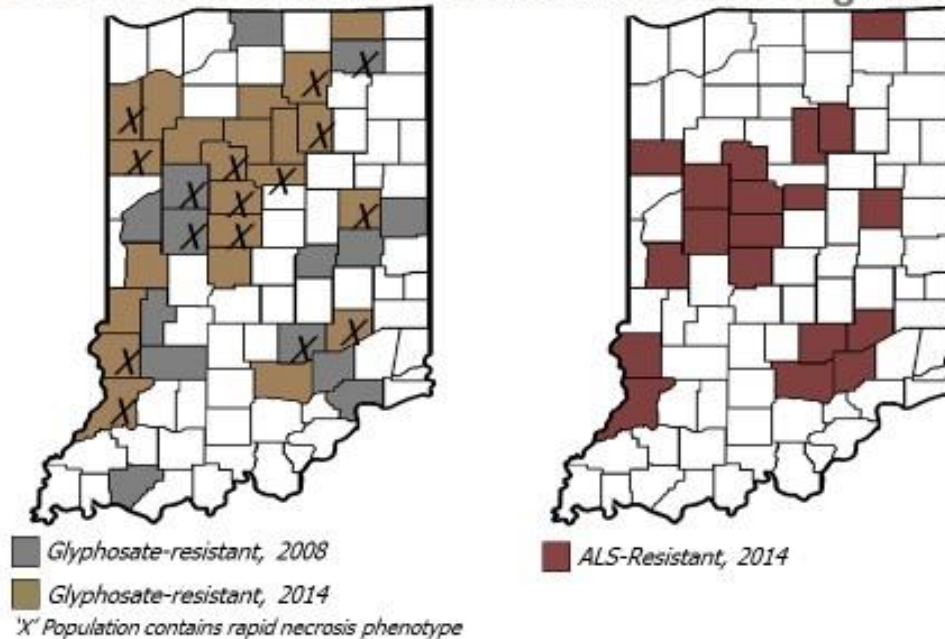 Glyphosate-resistant, 2008
Glyphosate-resistant, 2014
'X' Population contains rapid necrosis phenotype
ALS-Resistant, 2014